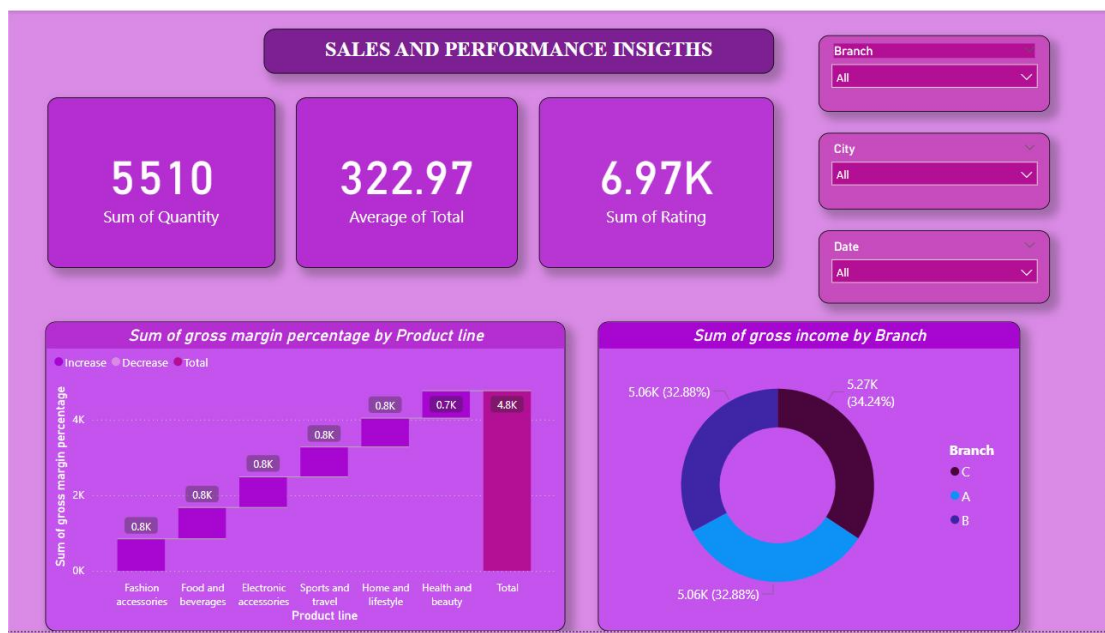 SALES AND PERFORMANCE INSIGTHS
Branch
All
City
All
Date
All
5510
Sum of Quantity
322.97
Average of Total
6.97K
Sum of Rating
Sum of gross margin percentage by Product line
Increase Decrease Total
Sum of gross margin percentage
4K
2K
0K
0.8K
0.8K
0.8K
0.8K
0.8K
0.7K
4.8K
Fashion accessories
Food and beverages
Electronic accessories
Sports and travel
Home and lifestyle
Health and beauty
Total
Product line
Sum of gross income by Branch
5.06K (32.88%)
5.27K
(34.24%)
5.06K (32.88%)
Branch
C
A
B